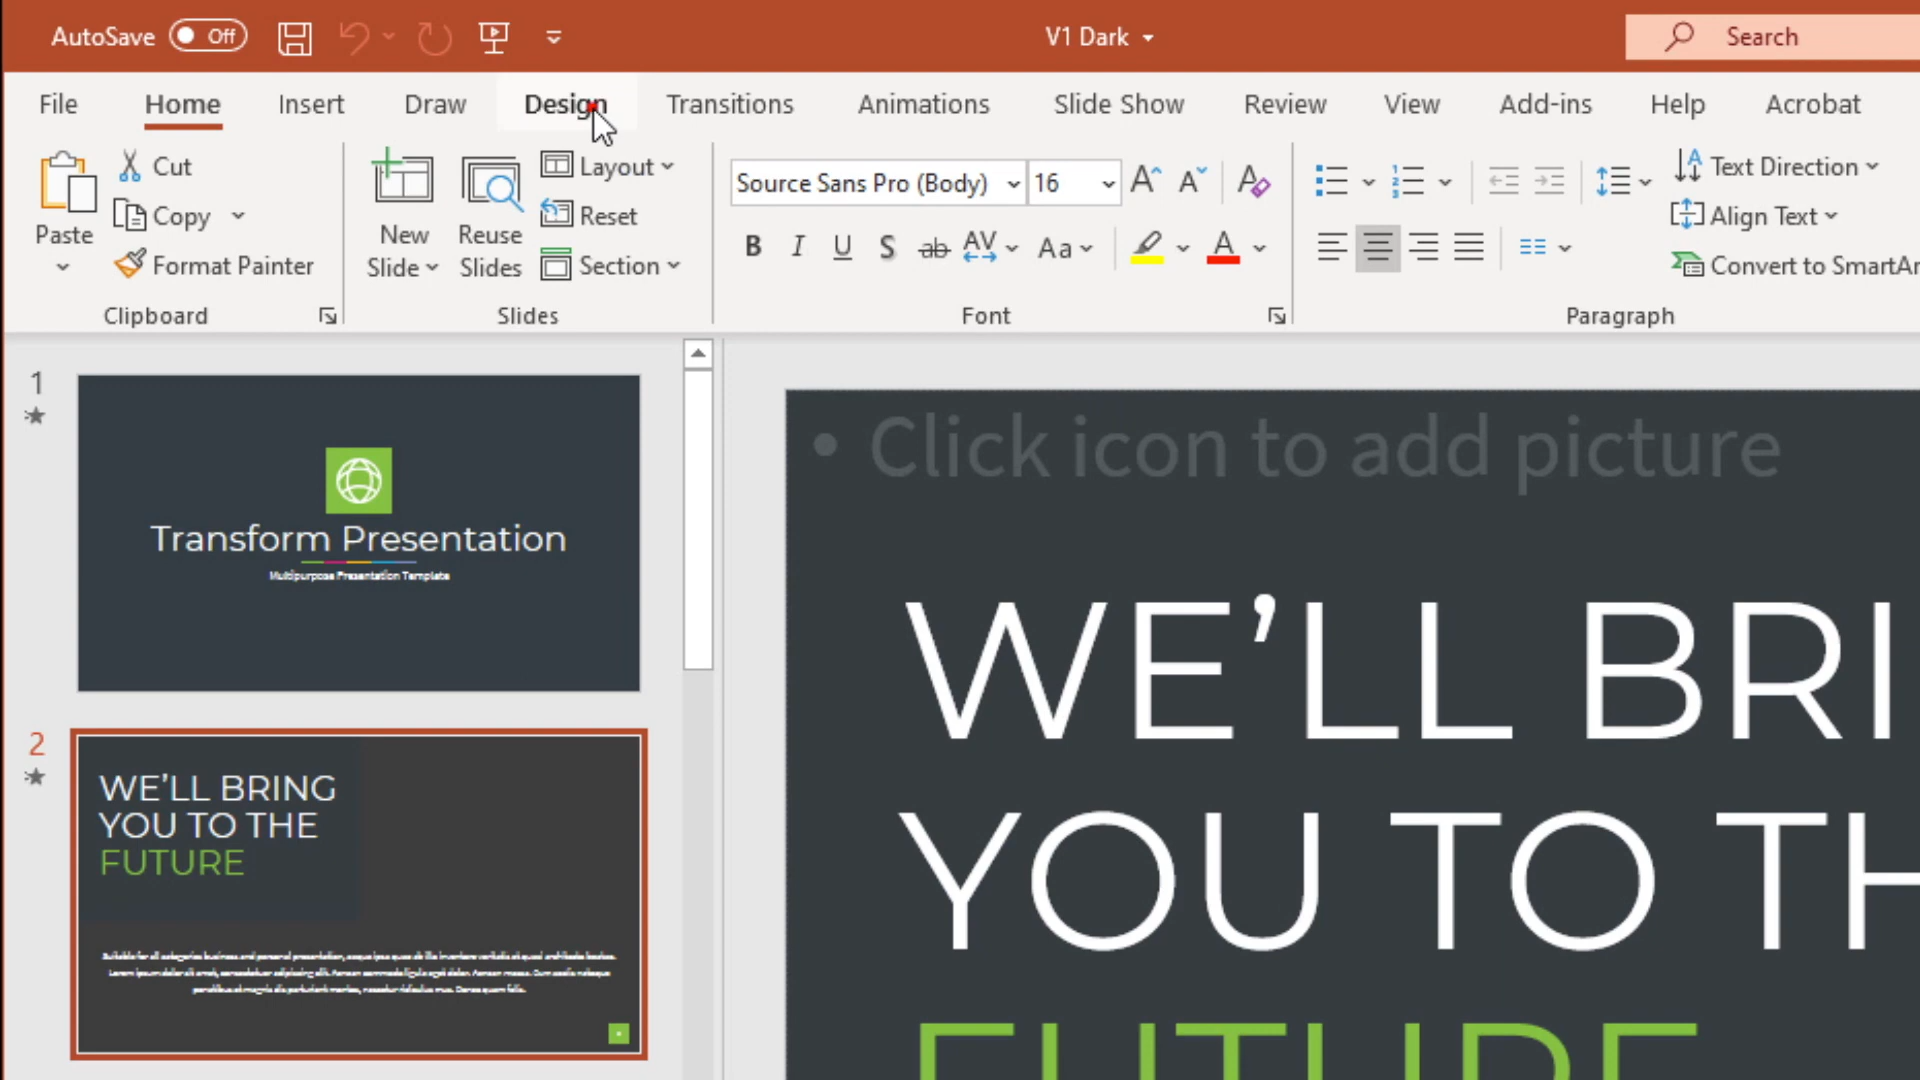 AutoSave Off V1 Dark Search
File Home Insert Draw Design Transitions Animations Slide Show Review View Add-ins Help Acrobat
Paste
Cut
Copy
Format Painter
Clipboard
New
Slide
Reuse
Slides
Layout
Reset
Section
Slides
Source Sans Pro (Body) 16
B I U S ab AV Aa A
Font
Text Direction
Align Text
Convert to SmartAr
Paragraph
1
Transform Presentation
Multipurpose Presentation Template
2
WE’LL BRING
YOU TO THE
FUTURE
• Click icon to add picture
WE’LL BRI
YOU TO TH
FUTURE